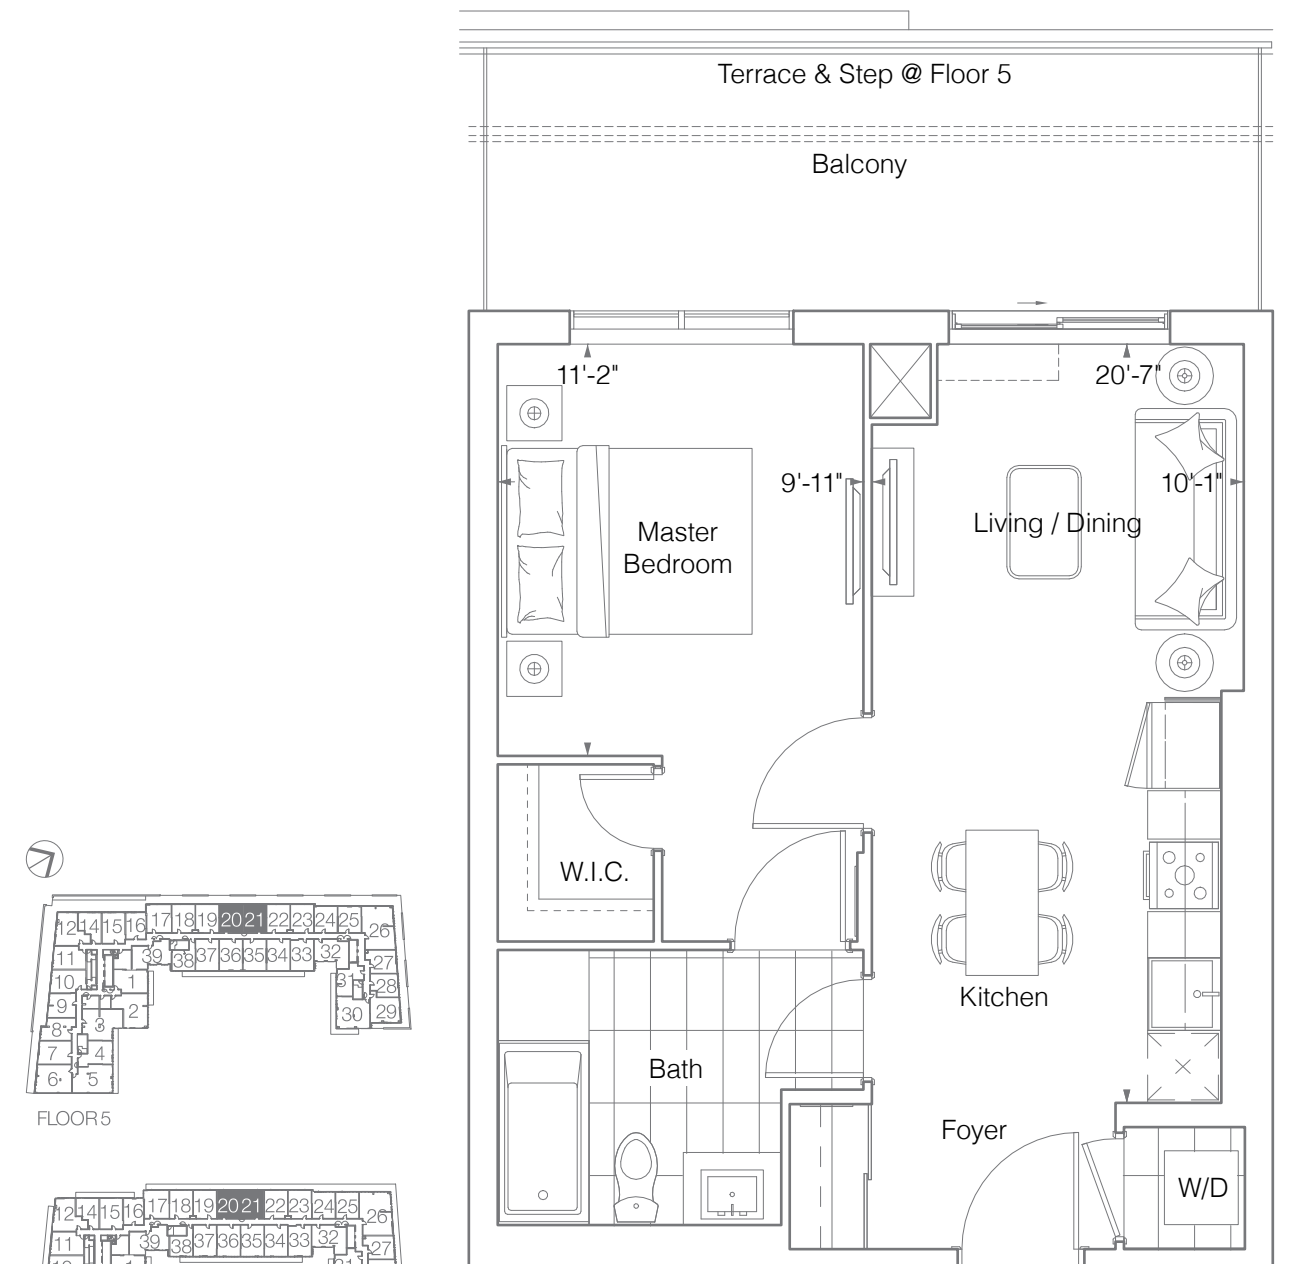 Terrace & Step @ Floor 5
Balcony
11'-2"
20'-7"
9'-11"
10'-1"
Master
Bedroom
Living / Dining
W.I.C.
Kitchen
Bath
Foyer
W/D
12 14 15 16 17 18 19 20 21 22 23 24 25 26
11 39 38 37 36 35 34 33 32 27
10 1 31 28
9 2 30 29
8 3
7 4
6 5
FLOOR 5
12 14 15 16 17 18 19 20 21 22 23 24 25 26
11 39 38 37 36 35 34 33 32 27